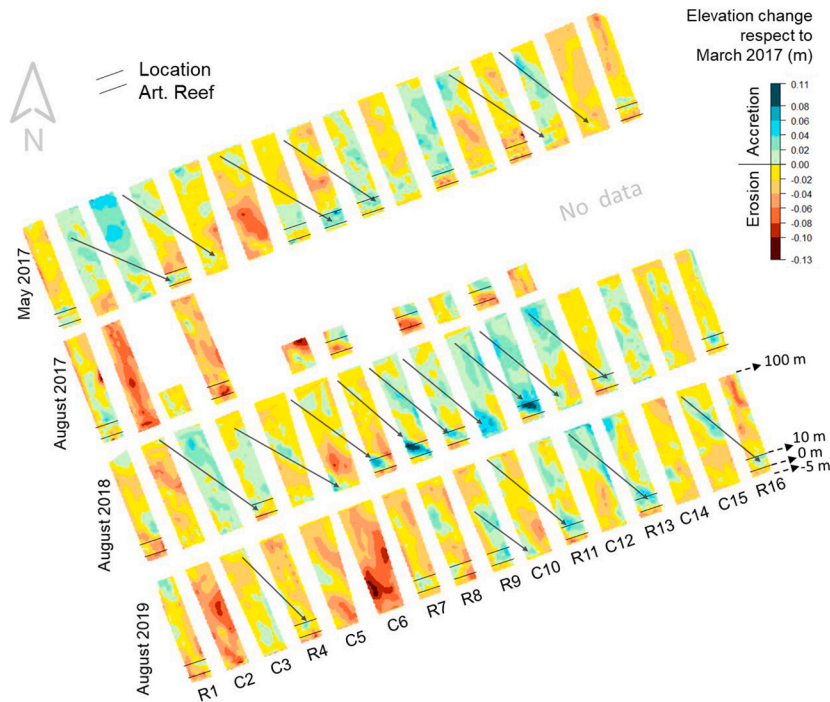 Elevation change
respect to
March 2017 (m)
Location
Art. Reef
N
Accretion
Erosion
0.11
0.08
0.06
0.04
0.02
0.00
-0.02
-0.04
-0.06
-0.08
-0.10
-0.13
No data
May 2017
August 2017
August 2018
August 2019
100 m
10 m
0 m
-5 m
R1
C2
C3
R4
C5
C6
R7
R8
R9
C10
R11
C12
R13
C14
C15
R16